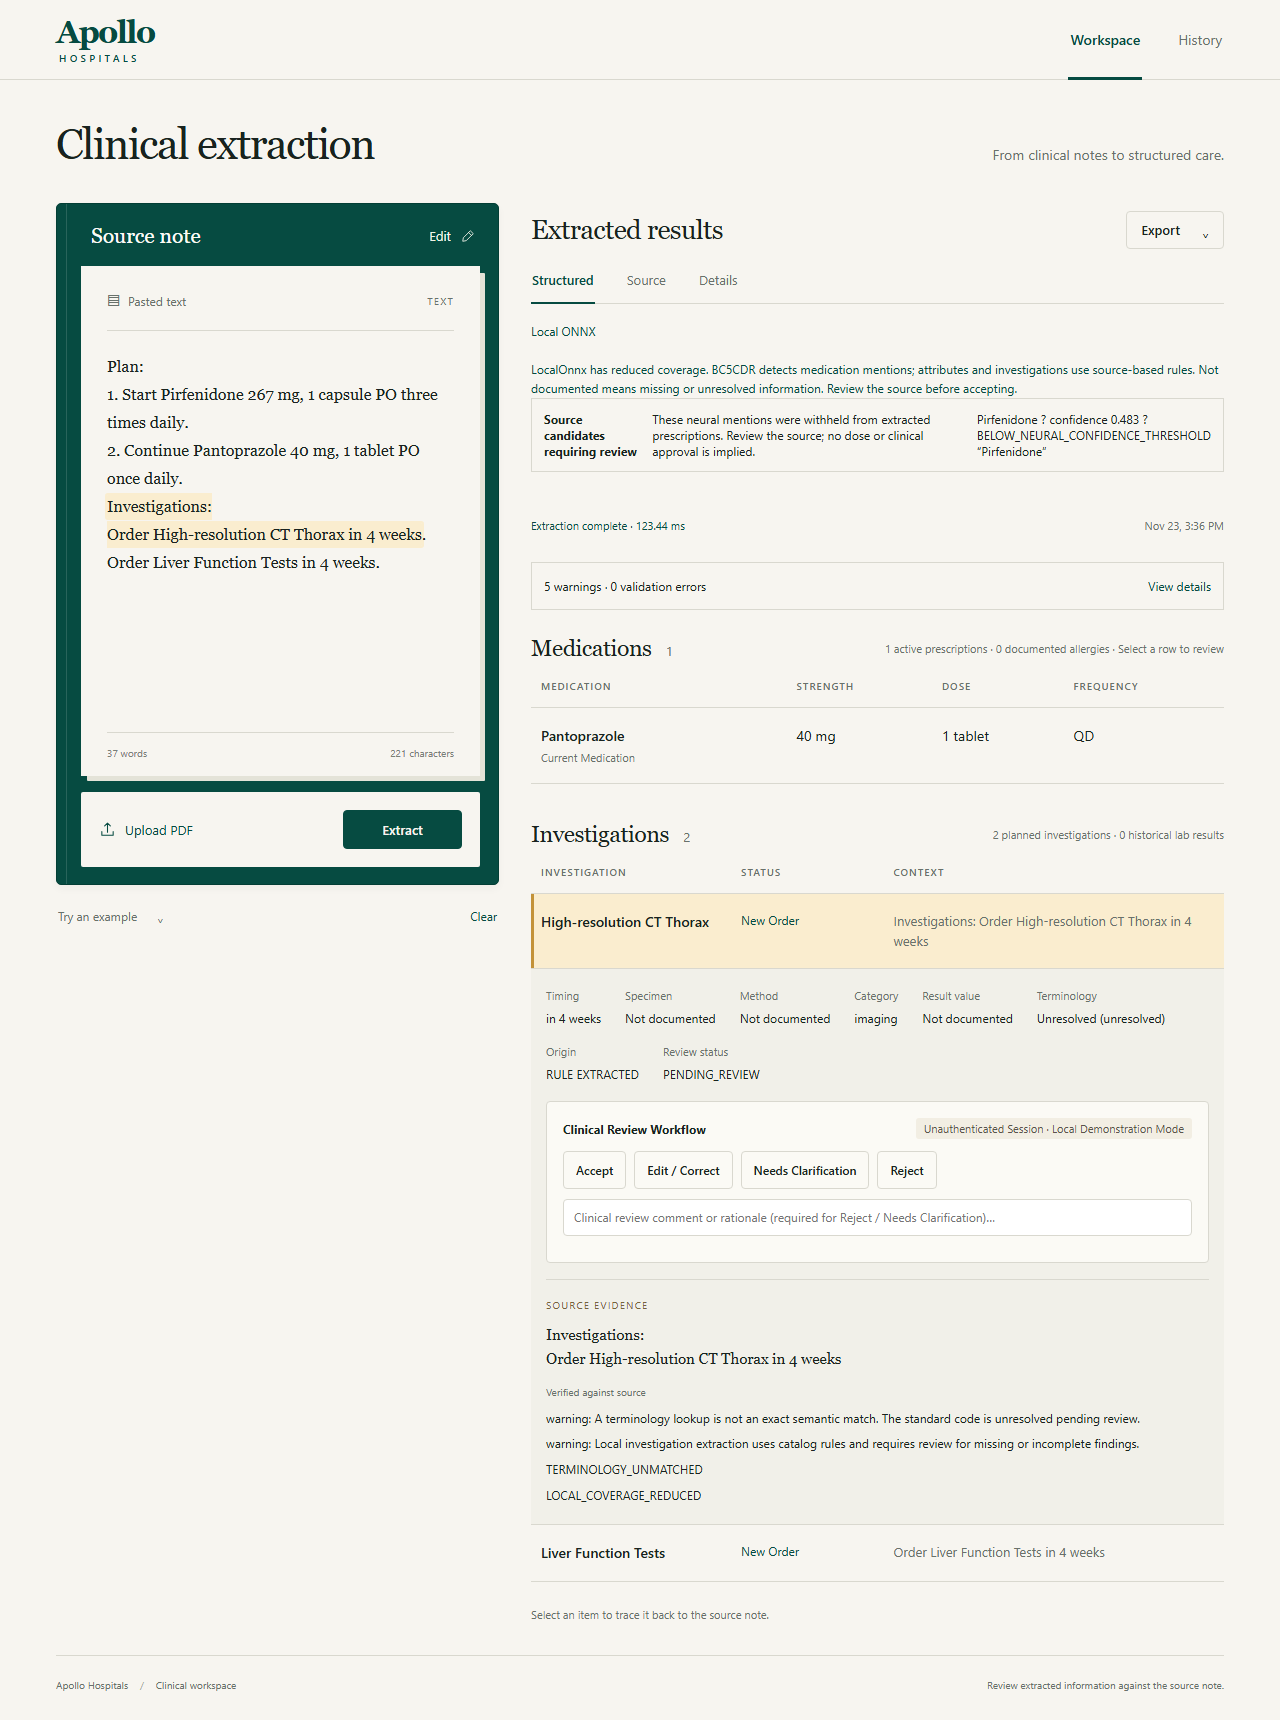 Apollo
HOSPITALS
Workspace
History
Clinical extraction
From clinical notes to structured care.
Source note
Edit
Pasted text
TEXT
Plan:
1. Start Pirfenidone 267 mg, 1 capsule PO three
times daily.
2. Continue Pantoprazole 40 mg, 1 tablet PO
once daily.
Investigations:
Order High-resolution CT Thorax in 4 weeks.
Order Liver Function Tests in 4 weeks.
37 words
221 characters
Upload PDF
Extract
Try an example
Clear
Extracted results
Export
Structured
Source
Details
Local ONNX
LocalOnnx has reduced coverage. BC5CDR detects medication mentions; attributes and investigations use source-based rules. Not
documented means missing or unresolved information. Review the source before accepting.
Source
candidates
requiring review
These neural mentions were withheld from extracted
prescriptions. Review the source; no dose or clinical
approval is implied.
Pirfenidone ? confidence 0.483 ?
BELOW_NEURAL_CONFIDENCE_THRESHOLD
"Pirfenidone"
Extraction complete · 123.44 ms
Nov 23, 3:36 PM
5 warnings · 0 validation errors
View details
Medications 1
1 active prescriptions · 0 documented allergies · Select a row to review
MEDICATION STRENGTH DOSE FREQUENCY
Pantoprazole 40 mg 1 tablet QD
Current Medication
Investigations 2
2 planned investigations · 0 historical lab results
INVESTIGATION STATUS CONTEXT
High-resolution CT Thorax New Order Investigations: Order High-resolution CT Thorax in 4
weeks
Timing Specimen Method Category Result value Terminology
in 4 weeks Not documented Not documented imaging Not documented Unresolved (unresolved)
Origin Review status
RULE EXTRACTED PENDING_REVIEW
Clinical Review Workflow
Unauthenticated Session · Local Demonstration Mode
Accept
Edit / Correct
Needs Clarification
Reject
Clinical review comment or rationale (required for Reject / Needs Clarification)...
SOURCE EVIDENCE
Investigations:
Order High-resolution CT Thorax in 4 weeks
Verified against source
warning: A terminology lookup is not an exact semantic match. The standard code is unresolved pending review.
warning: Local investigation extraction uses catalog rules and requires review for missing or incomplete findings.
TERMINOLOGY_UNMATCHED
LOCAL_COVERAGE_REDUCED
Liver Function Tests New Order Order Liver Function Tests in 4 weeks
Select an item to trace it back to the source note.
Apollo Hospitals / Clinical workspace
Review extracted information against the source note.